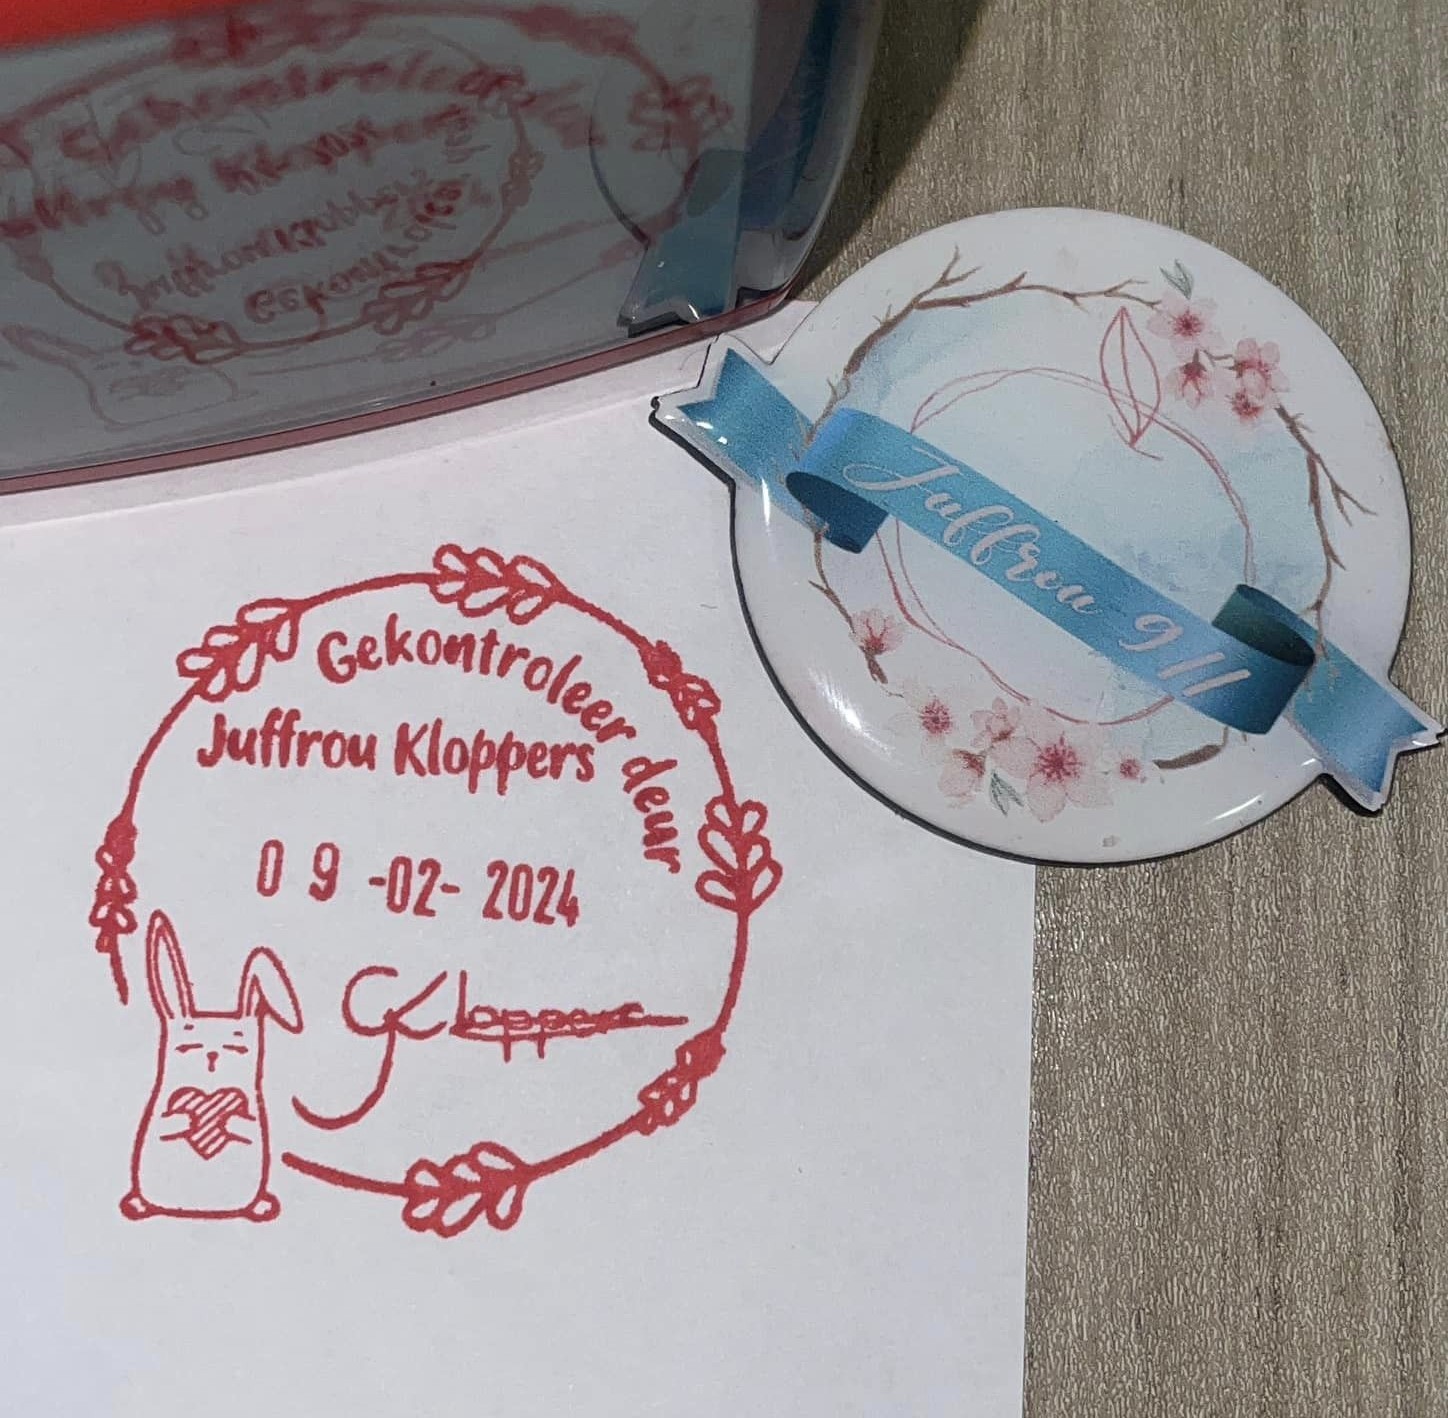 Gekontroleer deur
Juffrou Kloppers
09 -02- 2024
Kloppers
Juffrou 911